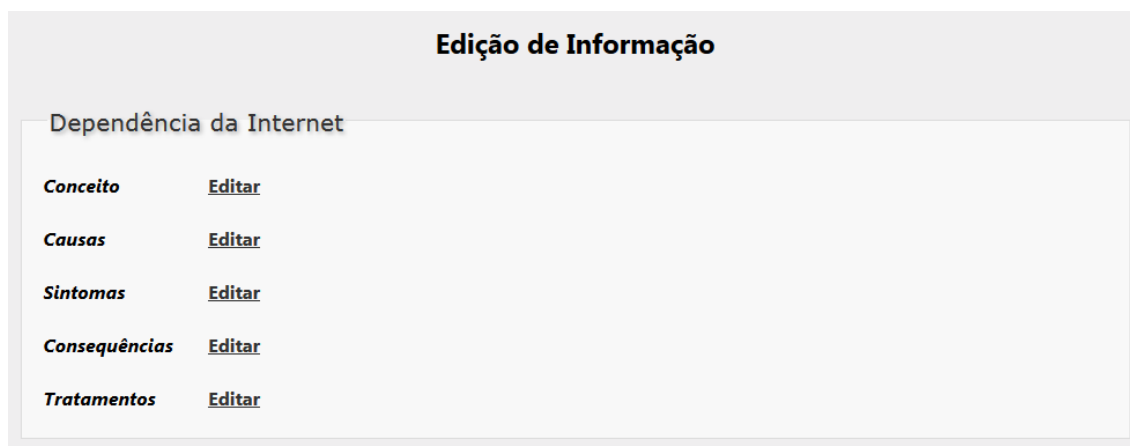 Edição de Informação
Dependência da Internet
Conceito Editar
Causas Editar
Sintomas Editar
Consequências Editar
Tratamentos Editar